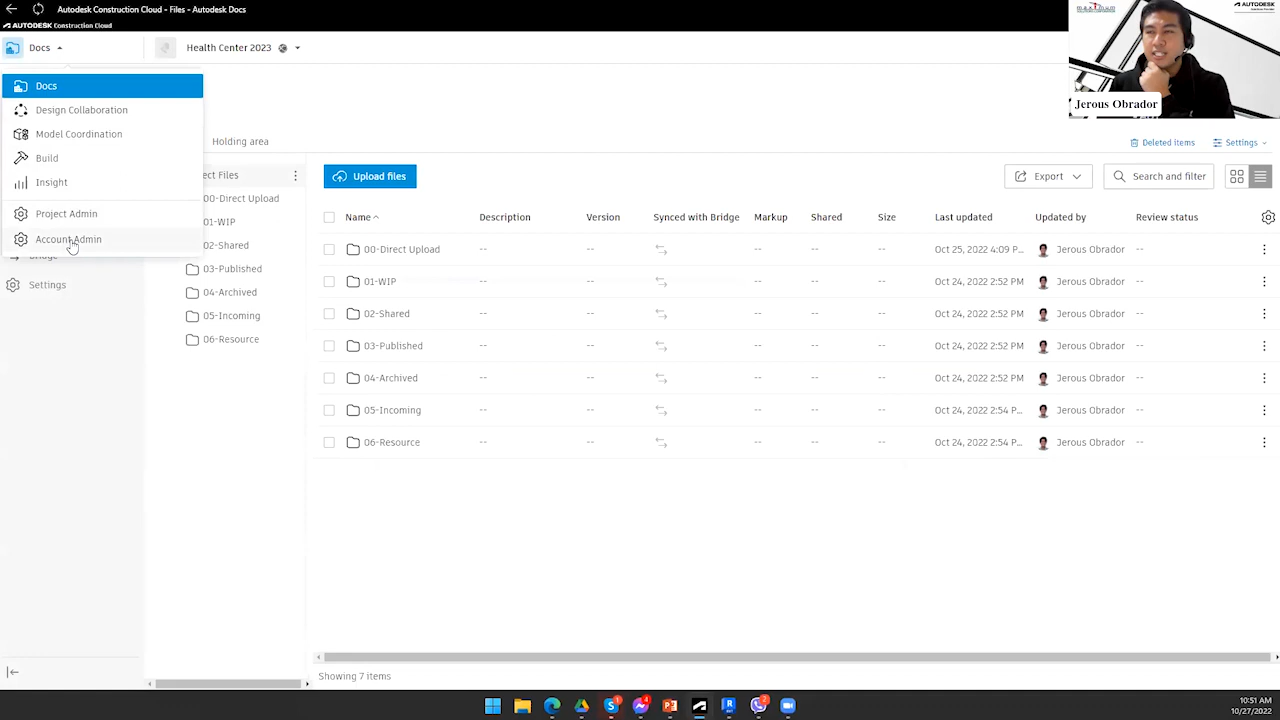 Autodesk Construction Cloud - Files - Autodesk Docs
AUTODESK Construction Cloud
AUTODESK
Jerous Obrador
Docs
Health Center 2023
Docs
Design Collaboration
Model Coordination
Build
Insight
Project Admin
Account Admin
Bridge
Settings
Holding area
Deleted items
Settings
ect Files
00-Direct Upload
01-WIP
02-Shared
03-Published
04-Archived
05-Incoming
06-Resource
Upload files
Export
Search and filter
Name Description Version Synced with Bridge Markup Shared Size Last updated Updated by Review status
00-Direct Upload -- -- -- -- -- Oct 25, 2022 4:09 P... Jerous Obrador --
01-WIP -- -- -- -- -- Oct 24, 2022 2:52 PM Jerous Obrador --
02-Shared -- -- -- -- -- Oct 24, 2022 2:52 PM Jerous Obrador --
03-Published -- -- -- -- -- Oct 24, 2022 2:52 PM Jerous Obrador --
04-Archived -- -- -- -- -- Oct 24, 2022 2:52 PM Jerous Obrador --
05-Incoming -- -- -- -- -- Oct 24, 2022 2:54 P... Jerous Obrador --
06-Resource -- -- -- -- -- Oct 24, 2022 2:54 P... Jerous Obrador --
Showing 7 items
1
4
2
10:51 AM
10/27/2022